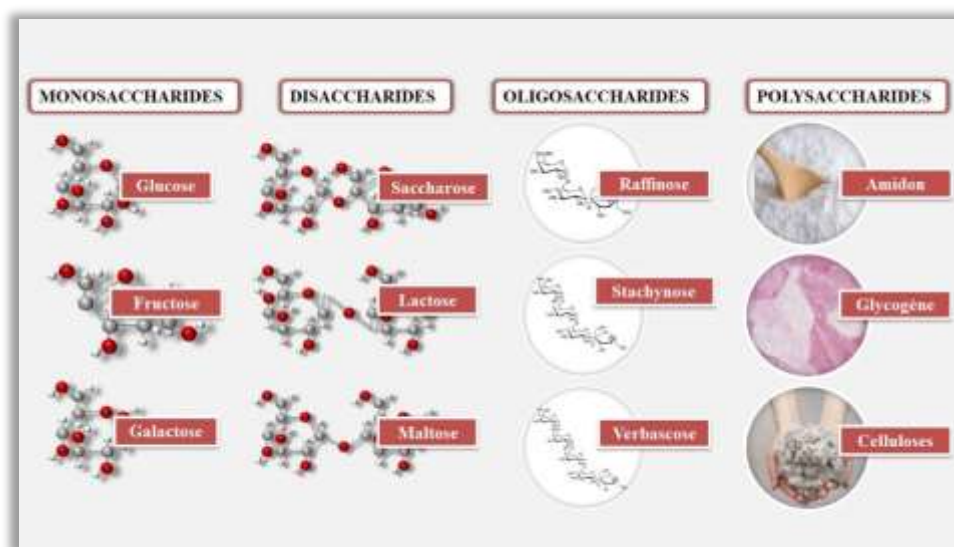 MONOSACCHARIDES
DISACCHARIDES
OLIGOSACCHARIDES
POLYSACCHARIDES
Glucose
Saccharose
Raffinose
Amidon
Fructose
Lactose
Stachynose
Glycogène
Galactose
Maltose
Verbascose
Celluloses